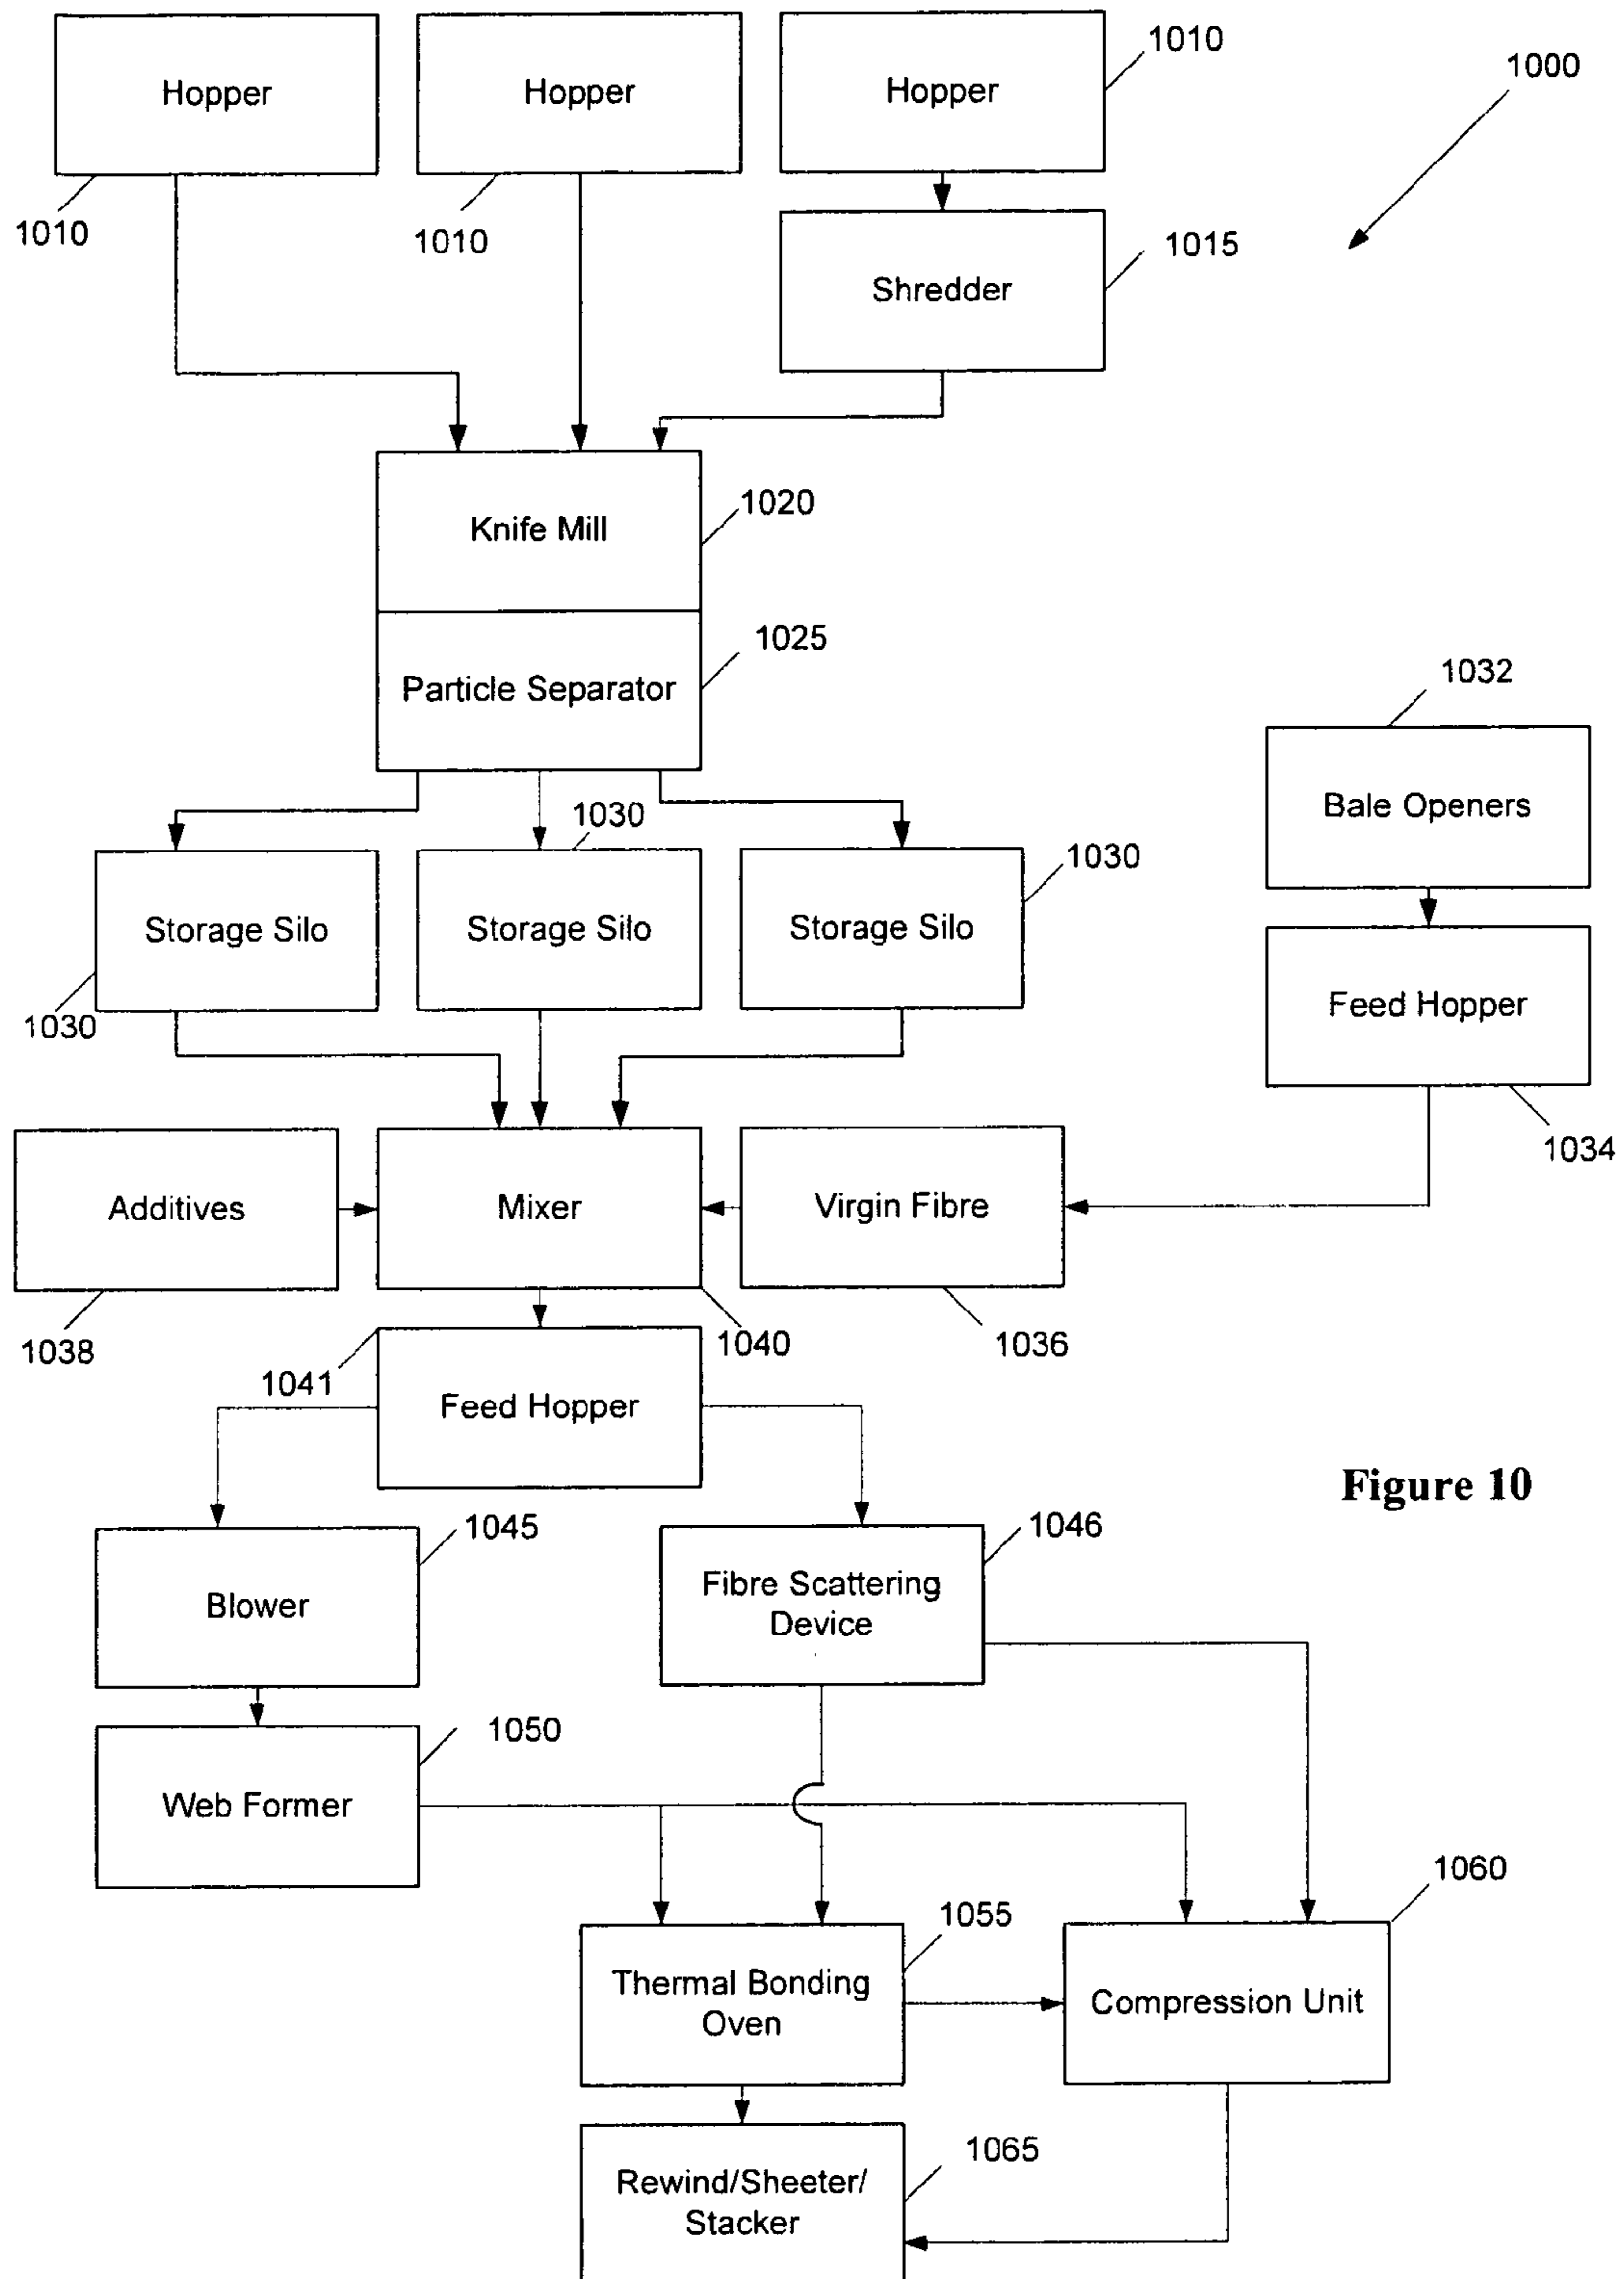 Hopper
Hopper
Hopper
1010
1000
1010
1010
Shredder
1015
Knife Mill
1020
Particle Separator
1025
1032
Bale Openers
1030
1030
Storage Silo
Storage Silo
Storage Silo
1030
Feed Hopper
1034
Additives
Mixer
Virgin Fibre
1038
1040
1036
1041
Feed Hopper
Figure 10
1045
1046
Blower
Fibre Scattering
Device
1050
Web Former
1060
1055
Thermal Bonding
Oven
Compression Unit
1065
Rewind/Sheeter/
Stacker